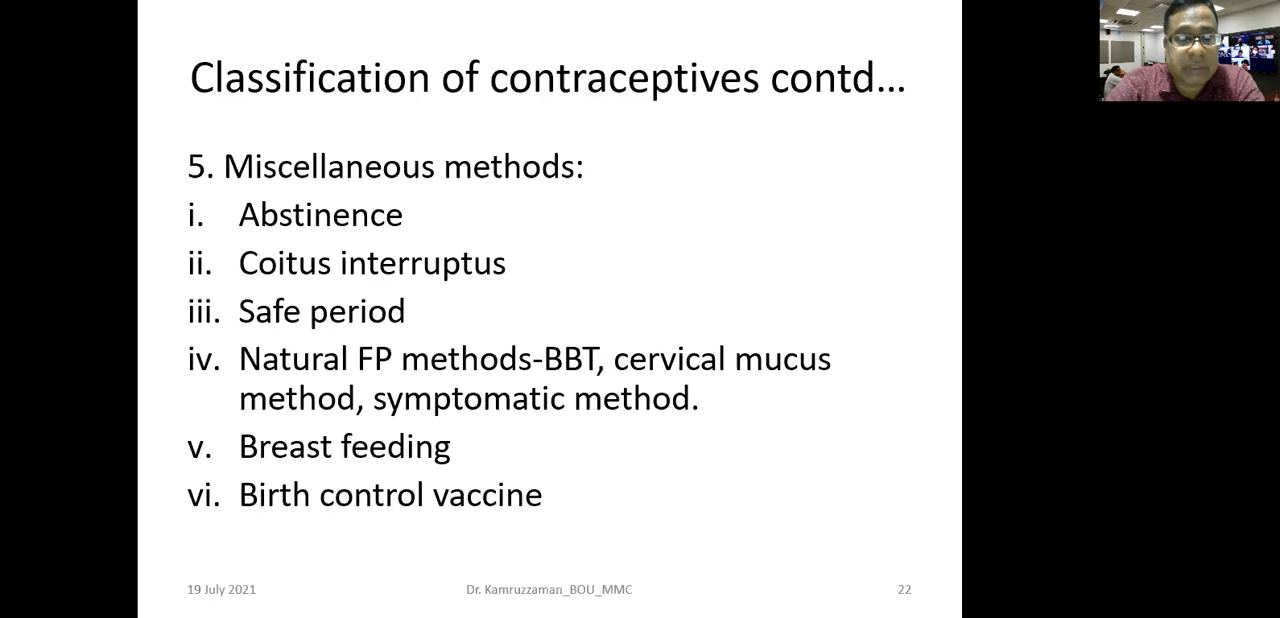 Classification of contraceptives contd...
5. Miscellaneous methods:
i. Abstinence
ii. Coitus interruptus
iii. Safe period
iv. Natural FP methods-BBT, cervical mucus
method, symptomatic method.
v. Breast feeding
vi. Birth control vaccine
19 July 2021
Dr. Kamruzzaman_BOU_MMC
22